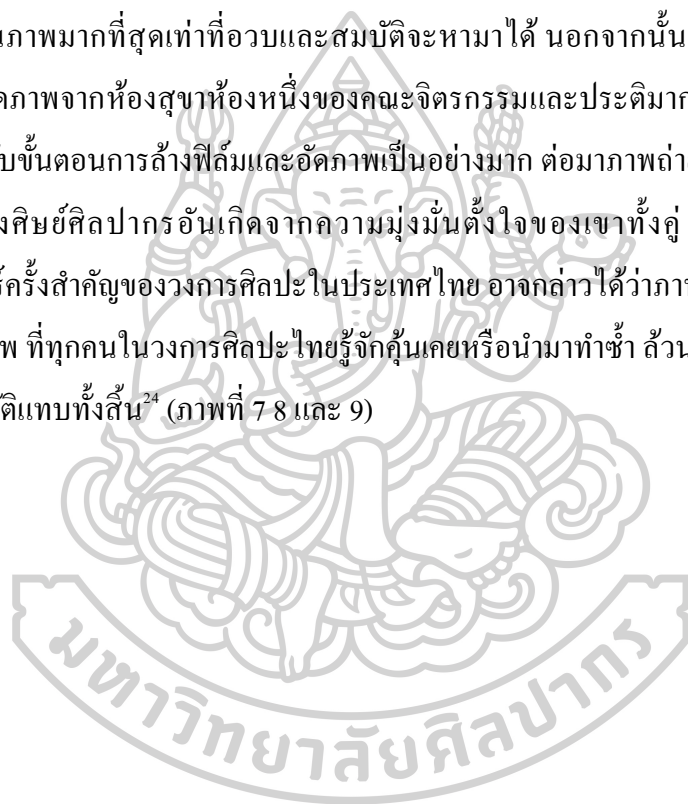 นภาพมากที่สุดเท่าที่อวบและสมบัติจะหามาได้ นอกจากนั้น
ดภาพจากห้องสุขาห้องหนึ่งของคณะจิตรกรรมและประติมาก
บขั้นตอนการล้างฟิล์มและอัดภาพเป็นอย่างมาก ต่อมาภาพถ่า
งศิษย์ศิลปากรอันเกิดจากความมุ่งมั่นตั้งใจของเขาทั้งคู่
์ครั้งสำคัญของวงการศิลปะในประเทศไทย อาจกล่าวได้ว่าภา
พ ที่ทุกคนในวงการศิลปะไทยรู้จักคุ้นเคยหรือนำมาทำซ้ำ ล้วน
ัติแทบทั้งสิ้น24 (ภาพที่ 7 8 และ 9)
มหาวิทยาลัยศิลปากร